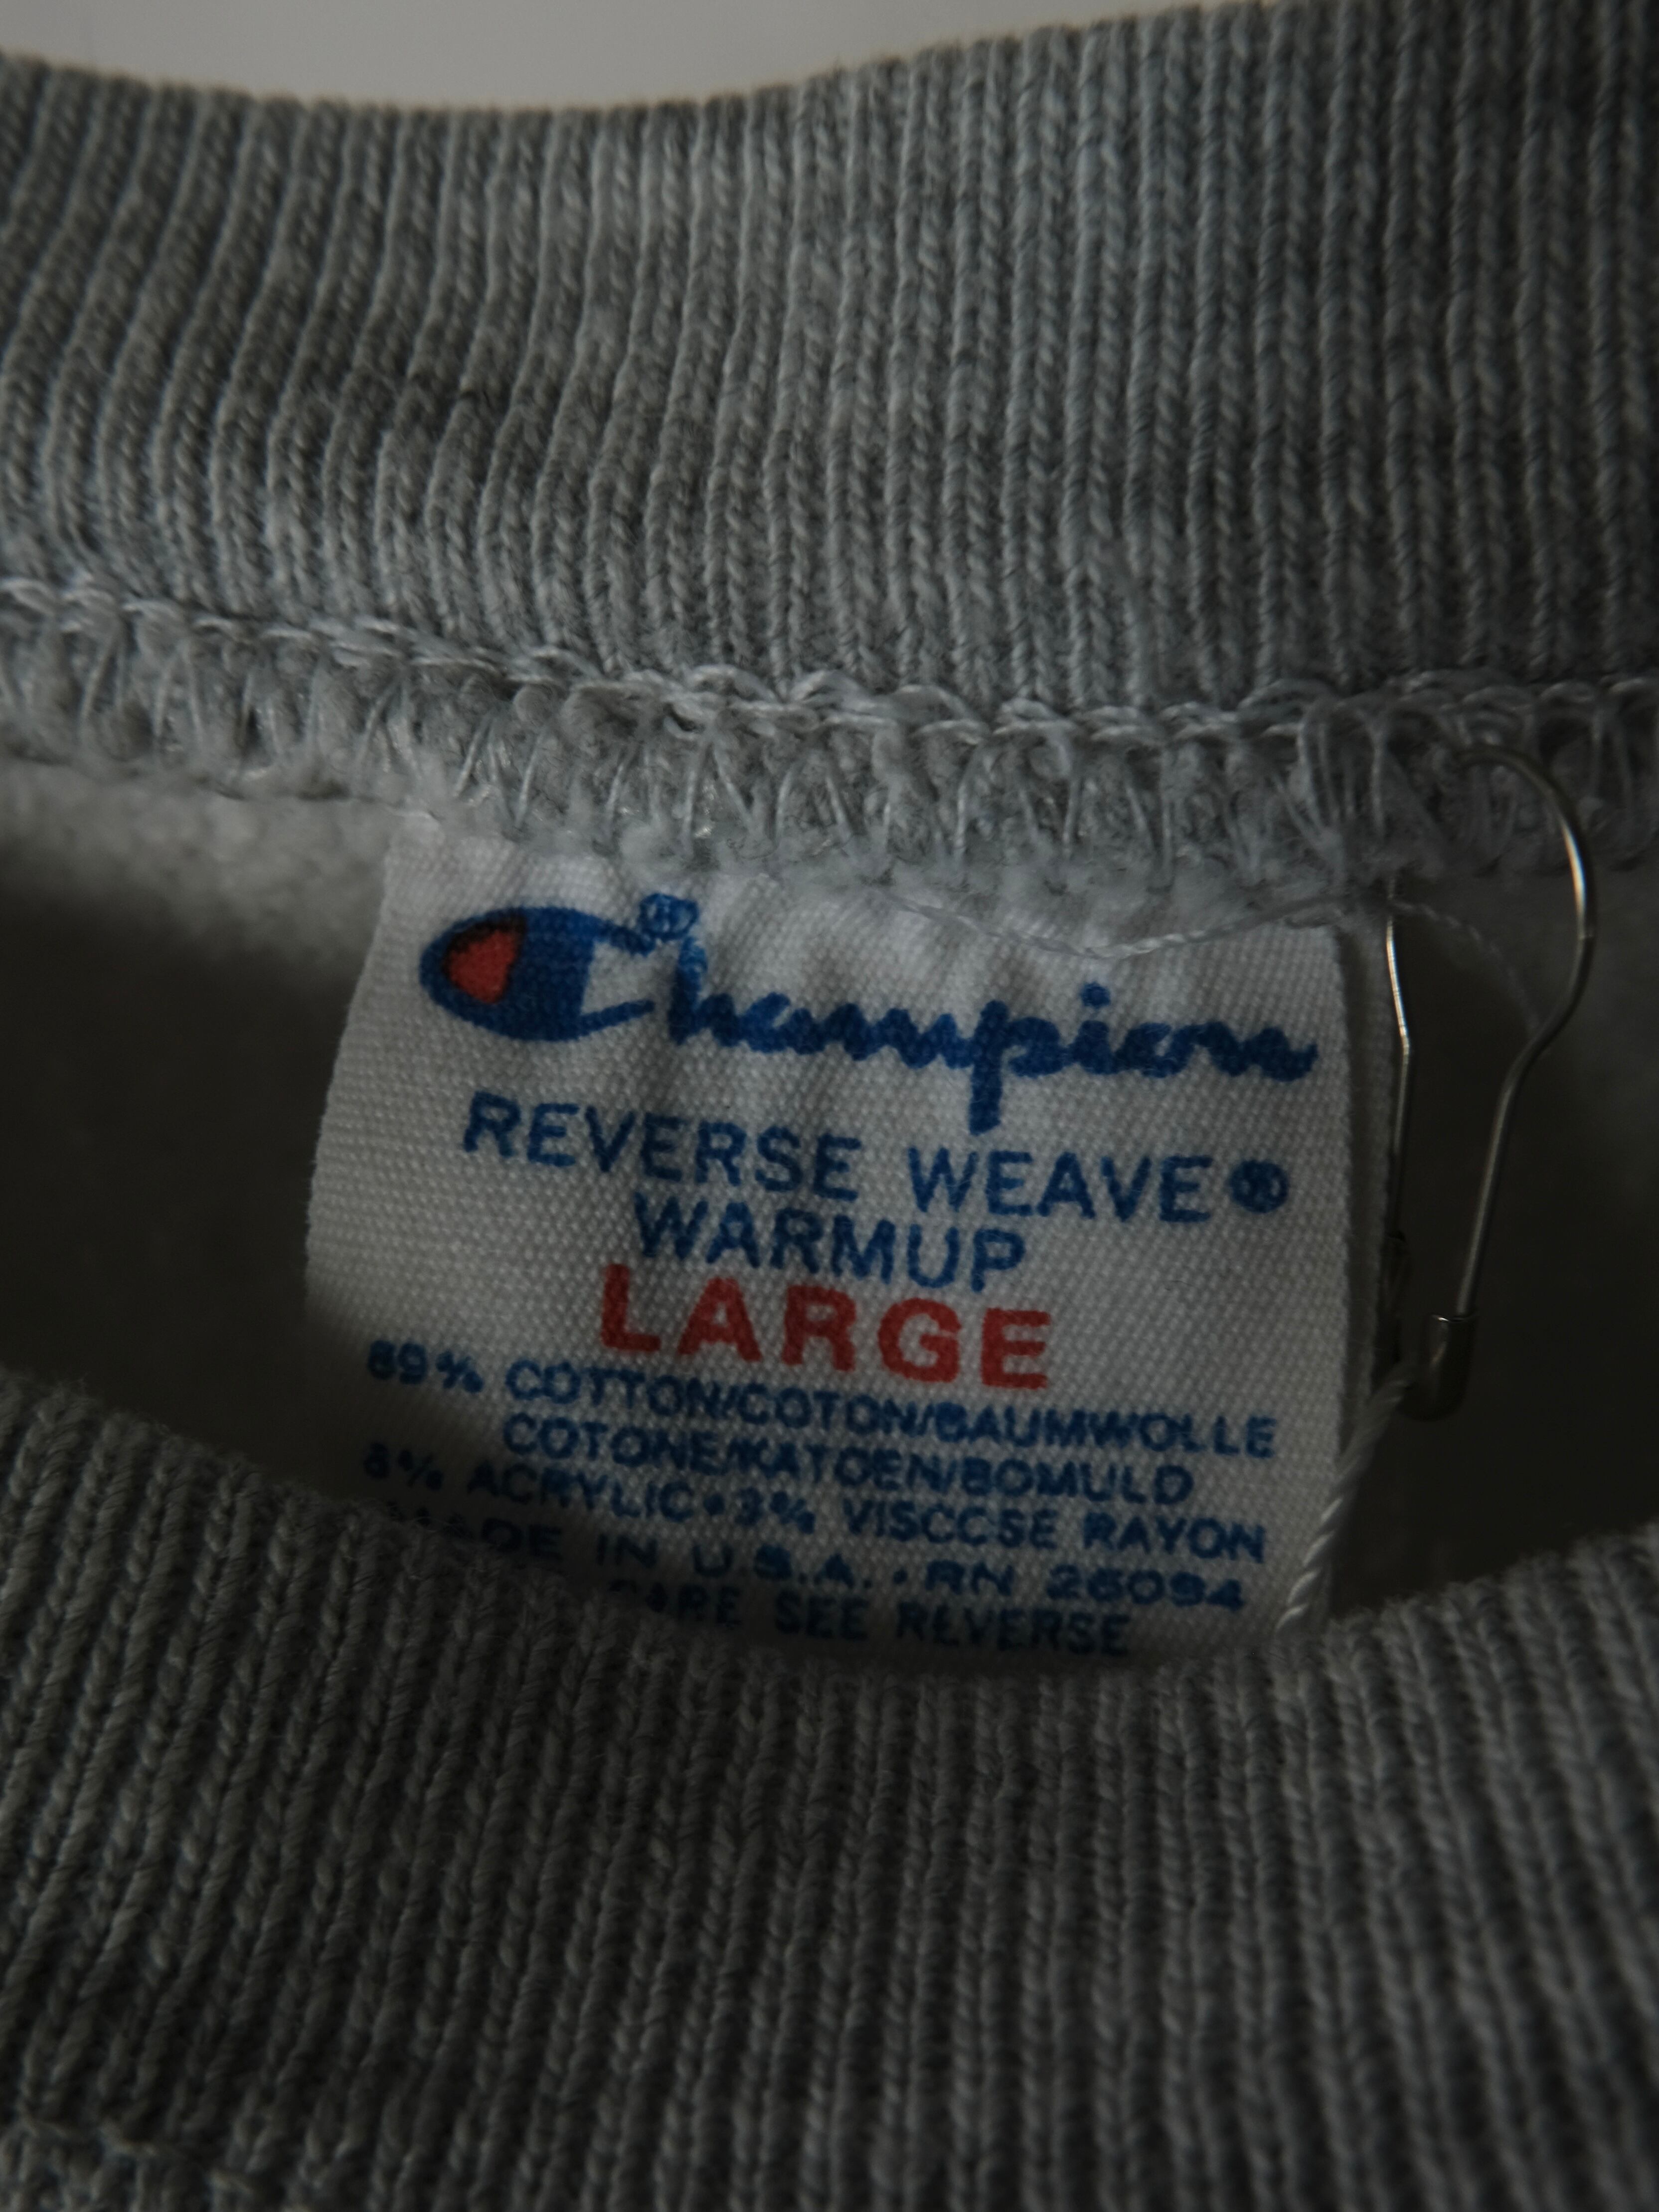 Champion®
REVERSE WEAVE®
WARMUP
LARGE
89% COTTON/COTON/BAUMWOLLE
COTONE/KATOEN/BOMULD
8% ACRYLIC•3% VISCOSE RAYON
MADE IN U.S.A. • RN 26094
CARE SEE REVERSE